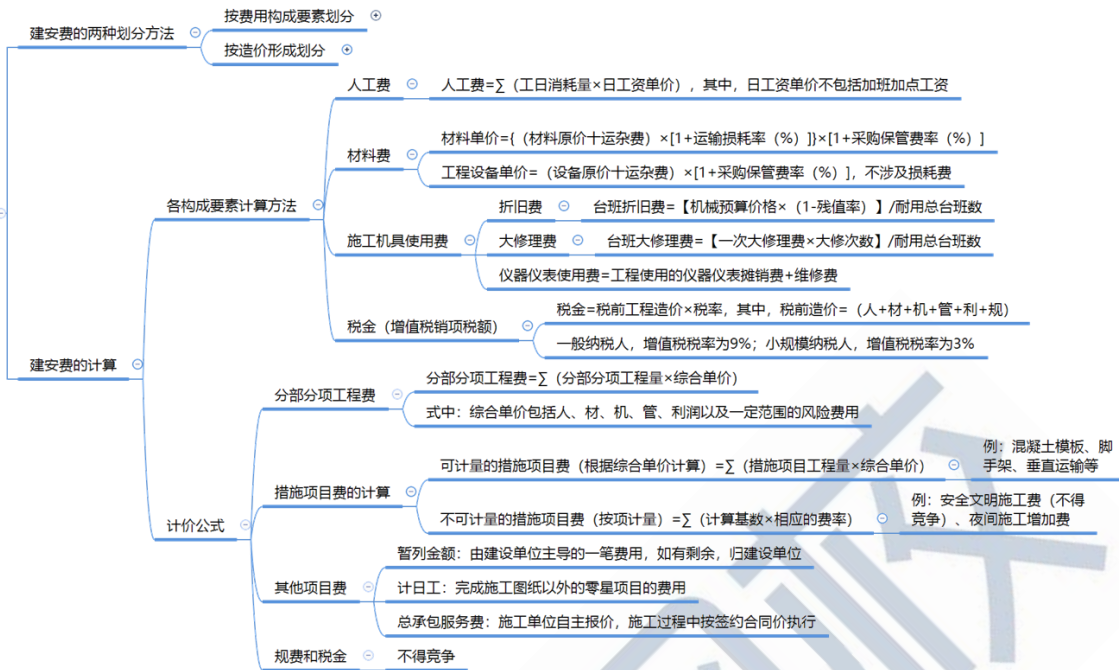 建安费的两种划分方法
按费用构成要素划分
按造价形成划分
建安费的计算
各构成要素计算方法
人工费
人工费=∑（工日消耗量×日工资单价），其中，日工资单价不包括加班加点工资
材料费
材料单价={（材料原价十运杂费）×[1+运输损耗率（%）]}×[1+采购保管费率（%）]
工程设备单价=（设备原价十运杂费）×[1+采购保管费率（%）]，不涉及损耗费
施工机具使用费
折旧费
台班折旧费=【机械预算价格×（1-残值率）】/耐用总台班数
大修理费
台班大修理费=【一次大修理费×大修次数】/耐用总台班数
仪器仪表使用费=工程使用的仪器仪表摊销费+维修费
税金（增值税销项税额）
税金=税前工程造价×税率，其中，税前造价=（人+材+机+管+利+规）
一般纳税人，增值税税率为9%；小规模纳税人，增值税税率为3%
计价公式
分部分项工程费
分部分项工程费=∑（分部分项工程量×综合单价）
式中：综合单价包括人、材、机、管、利润以及一定范围的风险费用
措施项目费的计算
可计量的措施项目费（根据综合单价计算）=∑（措施项目工程量×综合单价）
例：混凝土模板、脚
手架、垂直运输等
不可计量的措施项目费（按项计量）=∑（计算基数×相应的费率）
例：安全文明施工费（不得
竞争）、夜间施工增加费
其他项目费
暂列金额：由建设单位主导的一笔费用，如有剩余，归建设单位
计日工：完成施工图纸以外的零星项目的费用
总承包服务费：施工单位自主报价，施工过程中按签约合同价执行
规费和税金
不得竞争